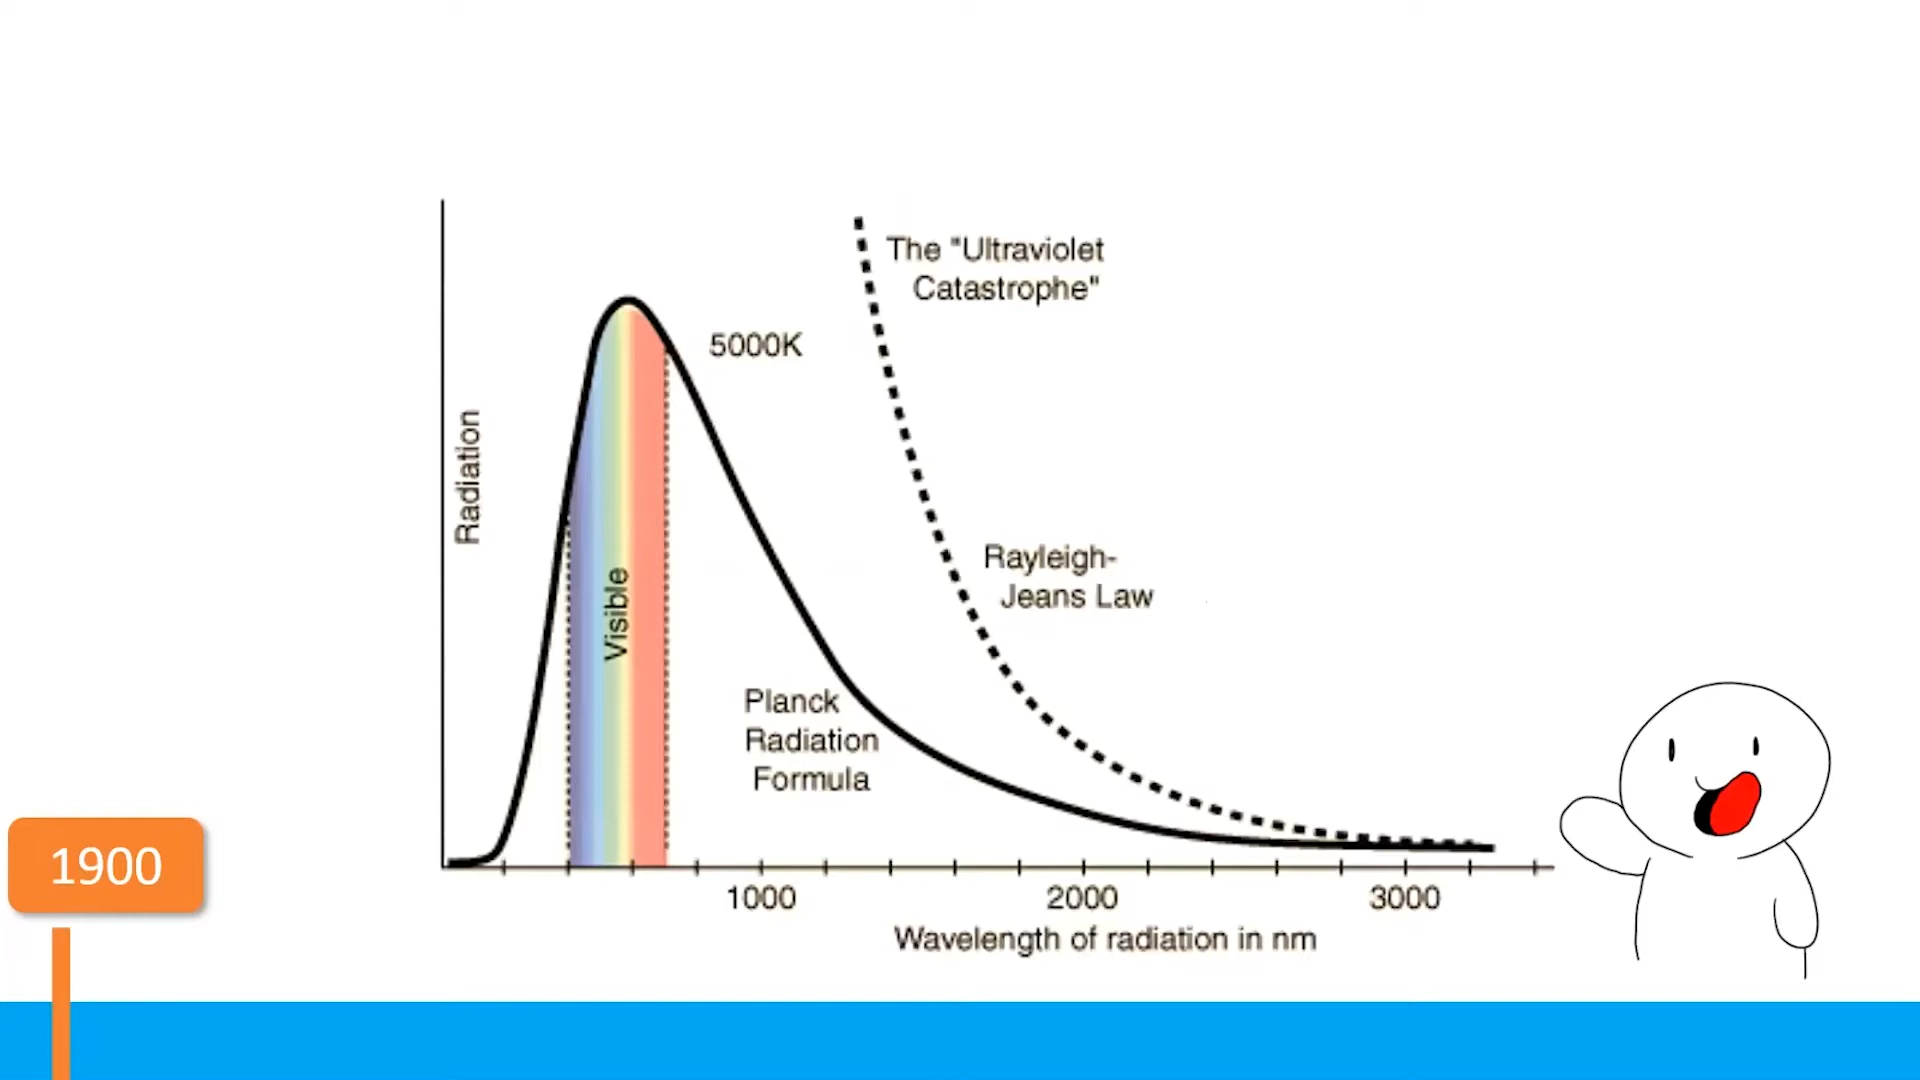 The "Ultraviolet
Catastrophe"
5000K
Radiation
Rayleigh-
Jeans Law
Visible
Planck
Radiation
Formula
1900
1000 2000 3000
Wavelength of radiation in nm